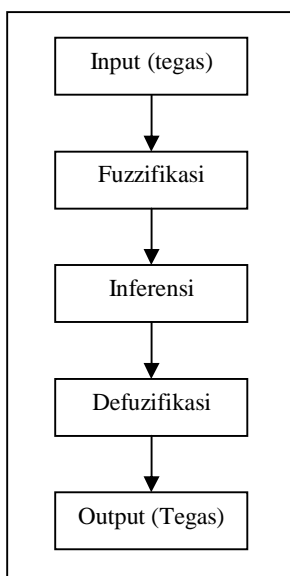 Input (tegas)
Fuzzifikasi
Inferensi
Defuzifikasi
Output (Tegas)